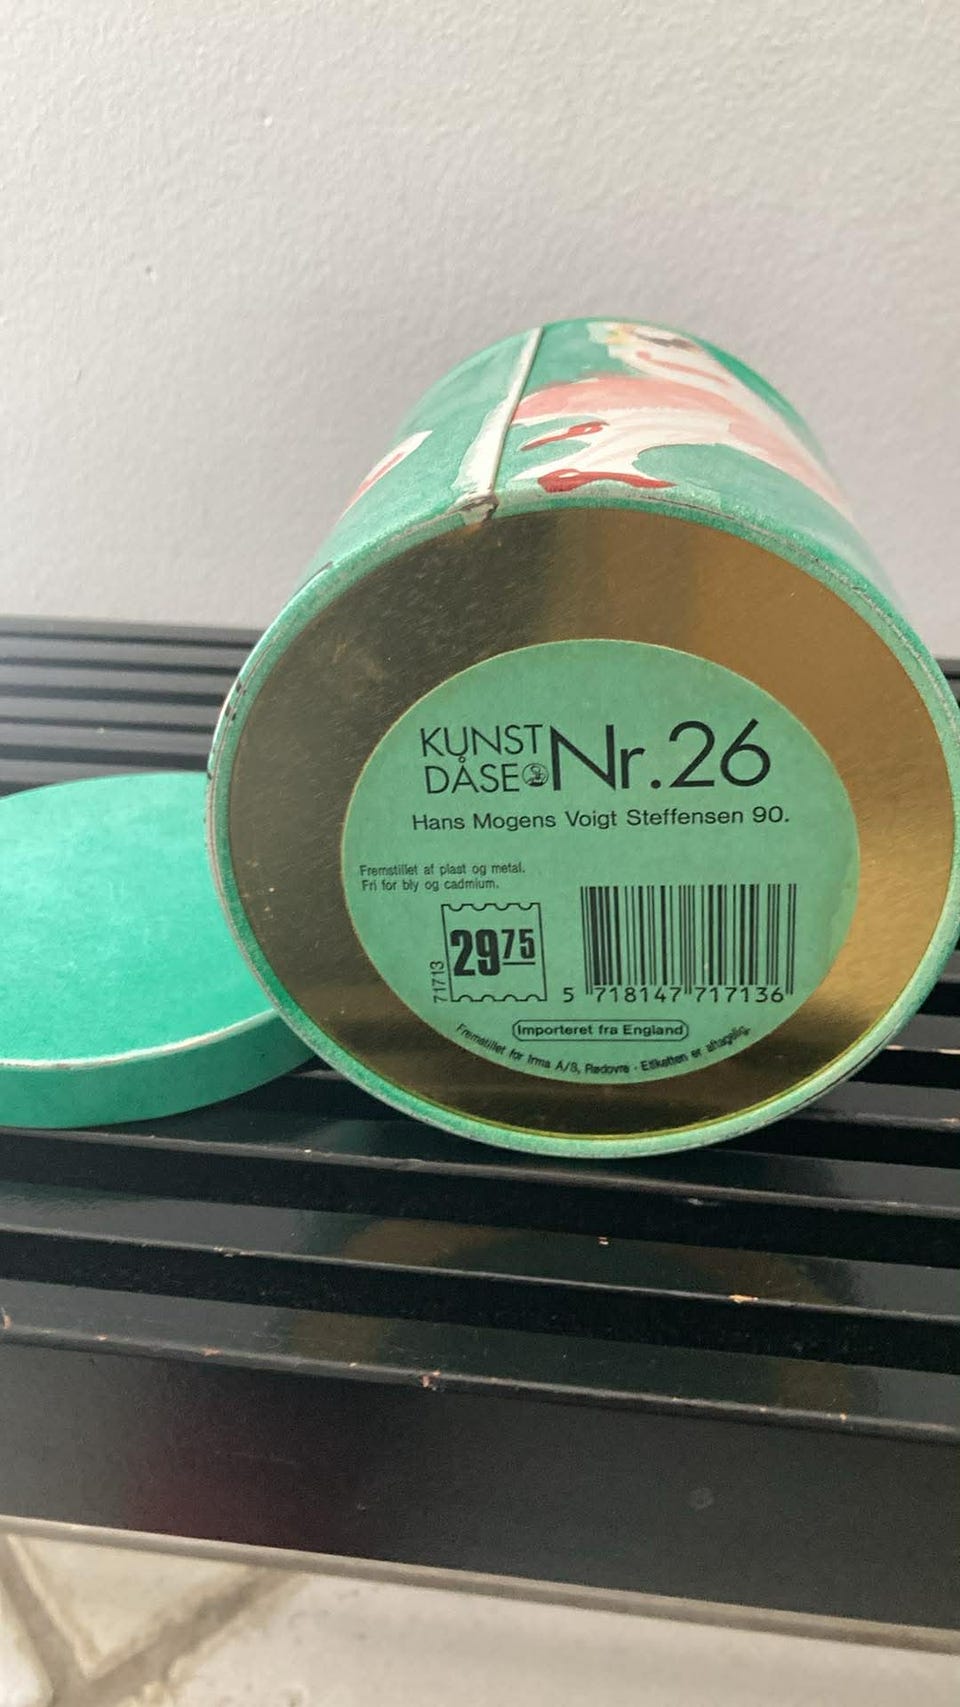 KUNST
DÅSE Nr.26
Hans Mogens Voigt Steffensen 90.
Fremstillet af plast og metal.
Fri for bly og cadmium.
71713
29 75
5 718147 717136
Importeret fra England
Fremstillet for Irma A/S, Rødovre - Etiketten er aftagelig.